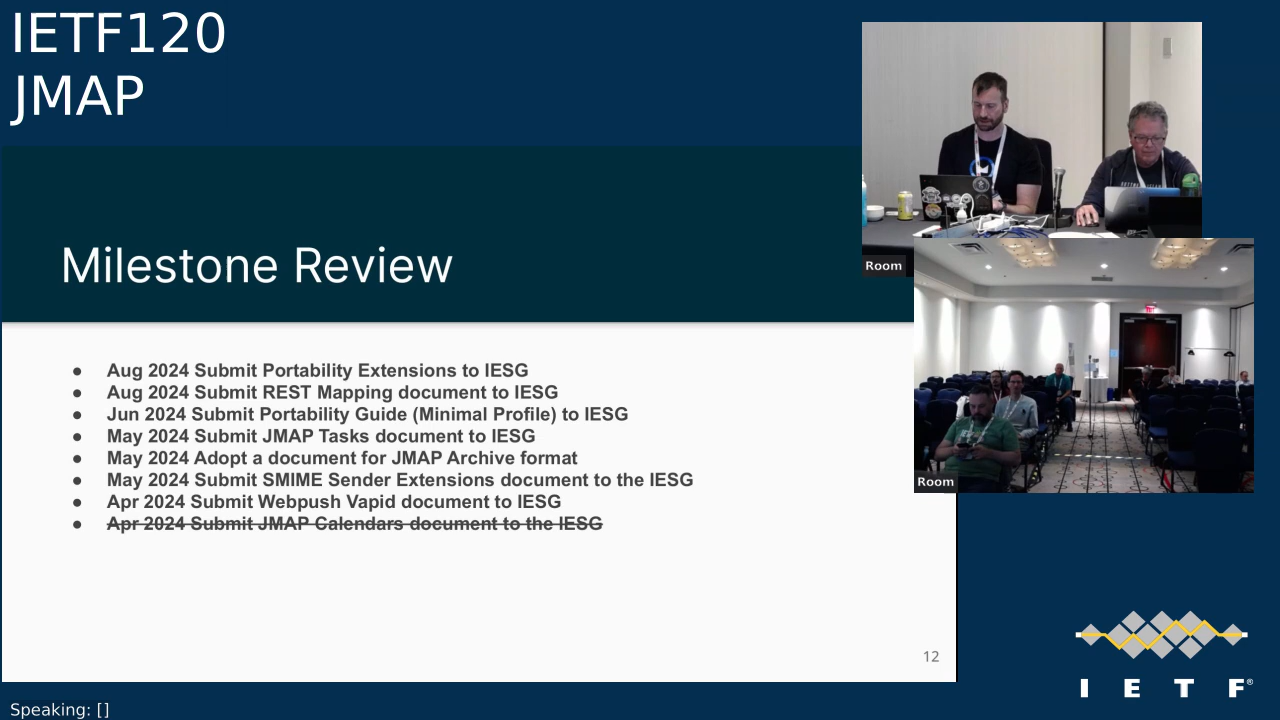 IETF120
JMAP
Milestone Review
● Aug 2024 Submit Portability Extensions to IESG
● Aug 2024 Submit REST Mapping document to IESG
● Jun 2024 Submit Portability Guide (Minimal Profile) to IESG
● May 2024 Submit JMAP Tasks document to IESG
● May 2024 Adopt a document for JMAP Archive format
● May 2024 Submit SMIME Sender Extensions document to the IESG
● Apr 2024 Submit Webpush Vapid document to IESG
● Apr 2024 Submit JMAP Calendars document to the IESG
12
Room
Room
I E T F®
Speaking: []